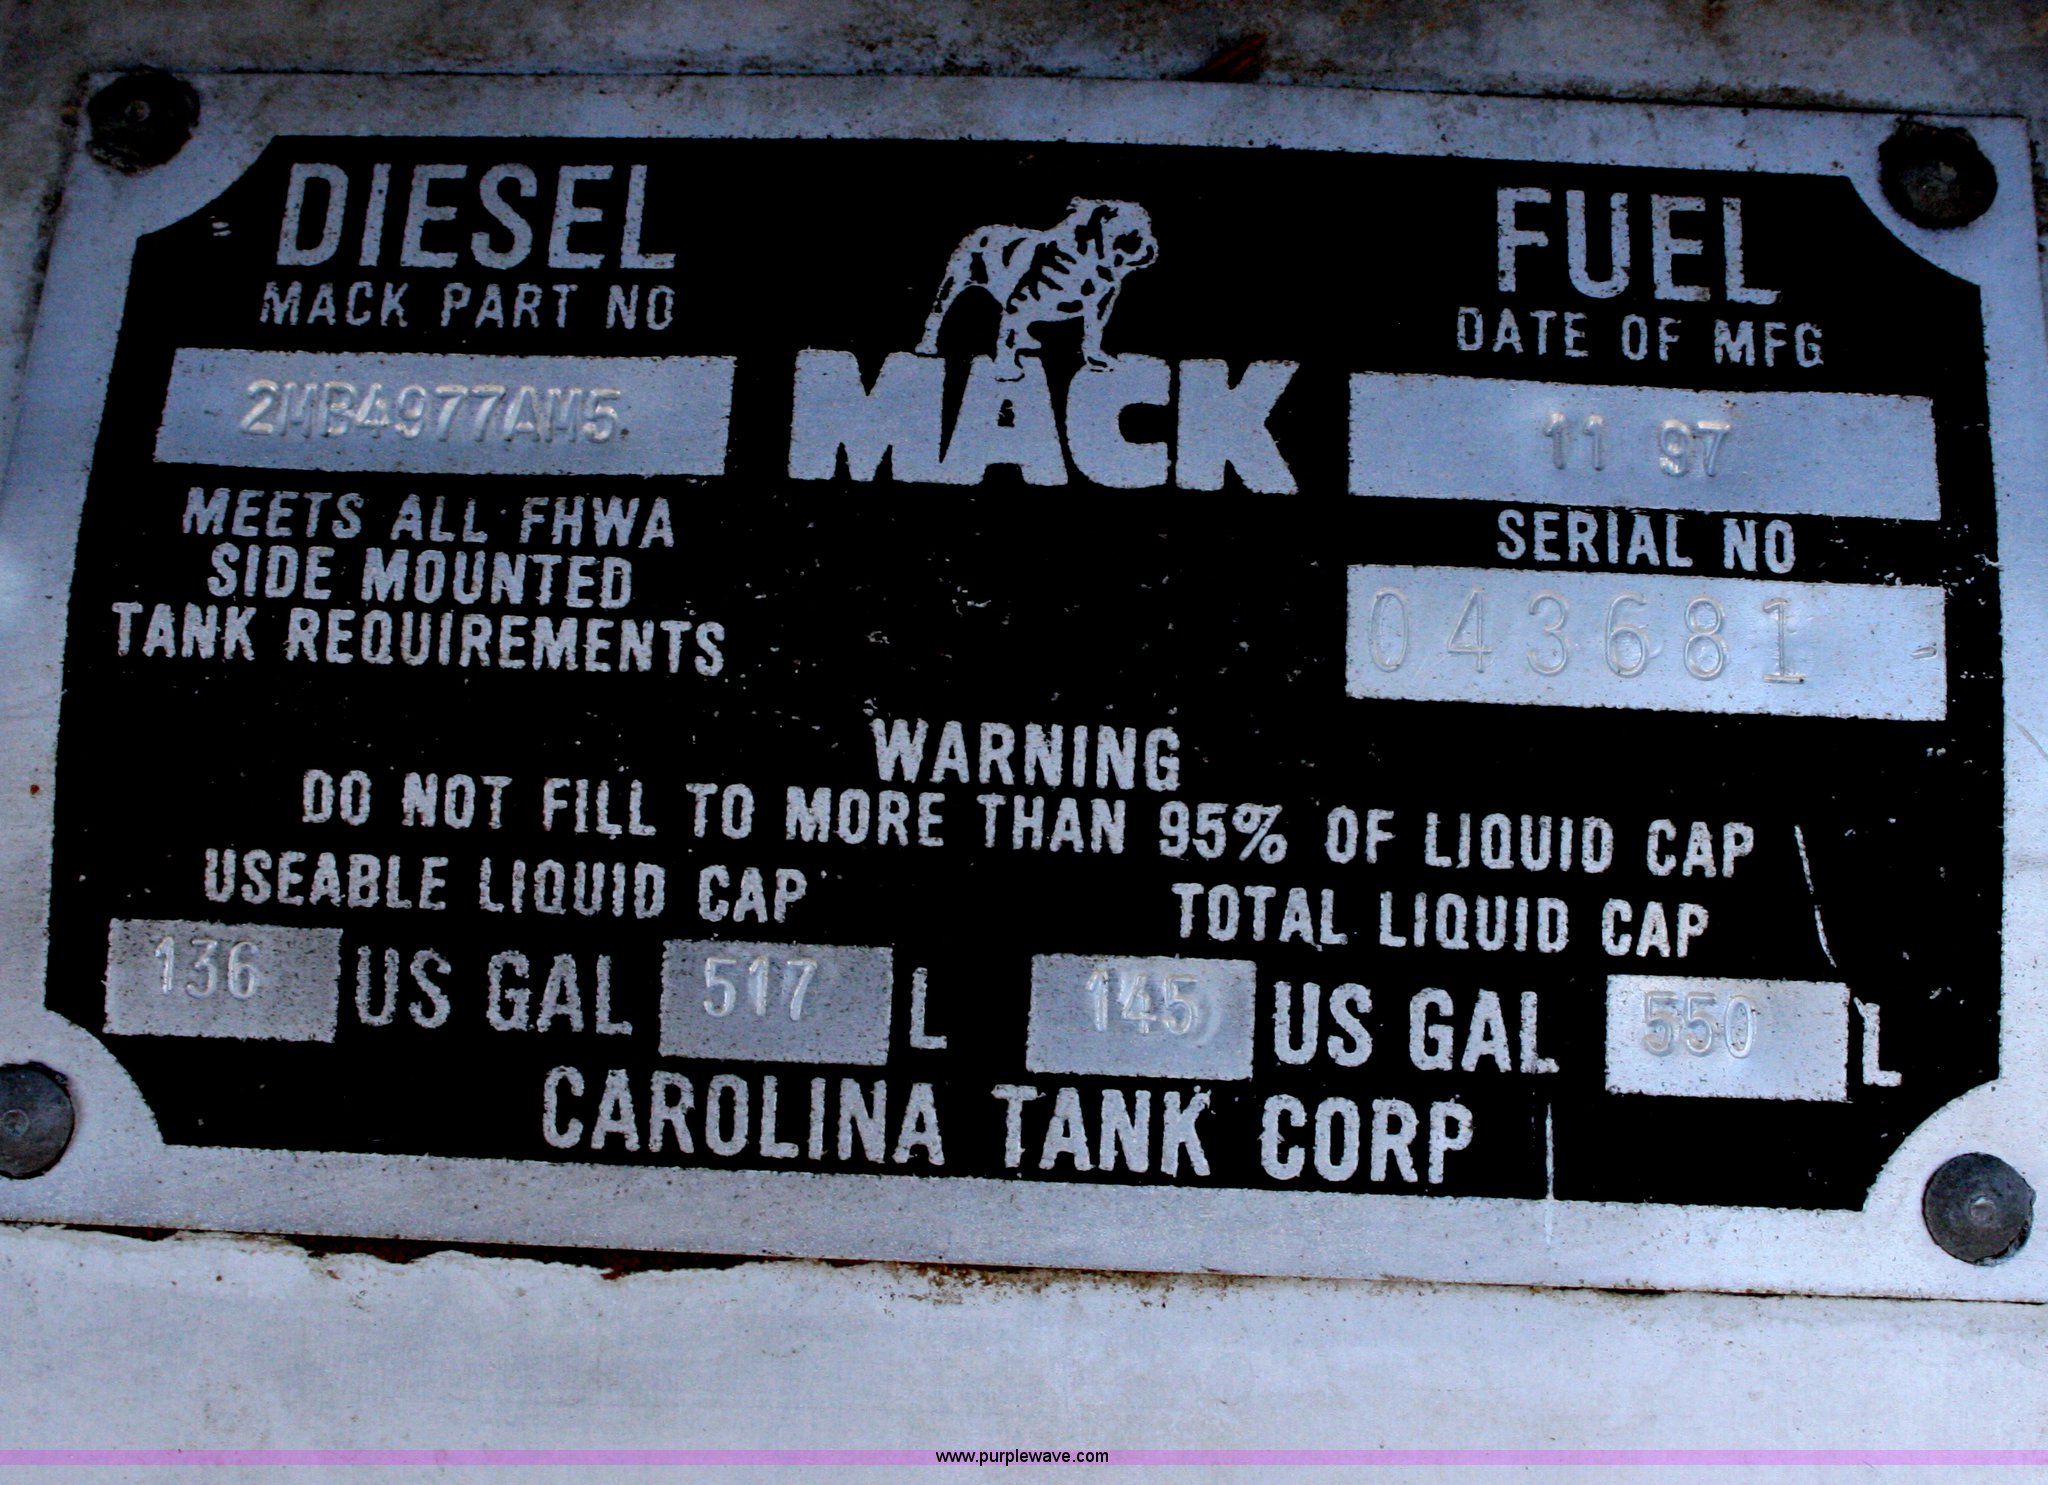 DIESEL
FUEL
MACK PART NO
MACK
DATE OF MFG
2MB4977AM5
11 97
MEETS ALL FHWA
SIDE MOUNTED
TANK REQUIREMENTS
SERIAL NO
043681
WARNING
DO NOT FILL TO MORE THAN 95% OF LIQUID CAP
USEABLE LIQUID CAP
TOTAL LIQUID CAP
136 US GAL 517 L 145 US GAL 550 L
CAROLINA TANK CORP
www.purplewave.com